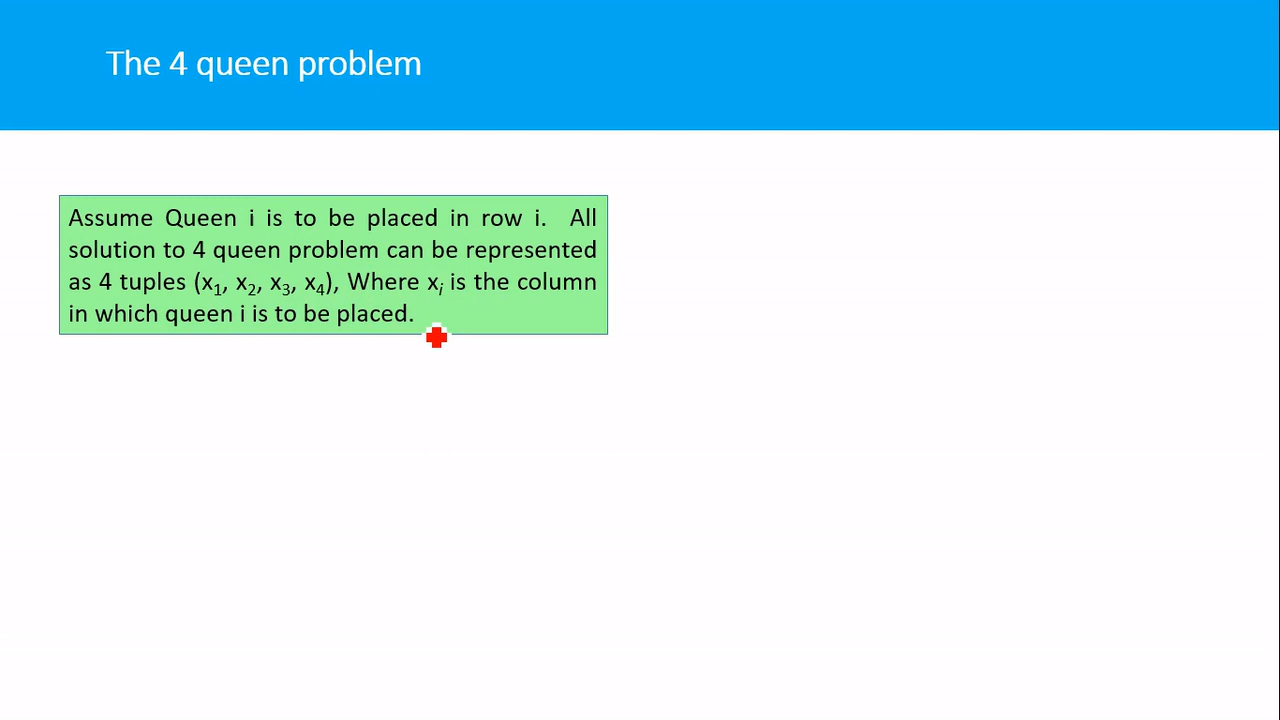 The 4 queen problem
Assume Queen i is to be placed in row i. All
solution to 4 queen problem can be represented
as 4 tuples (x₁, x₂, x₃, x₄), Where xᵢ is the column
in which queen i is to be placed.